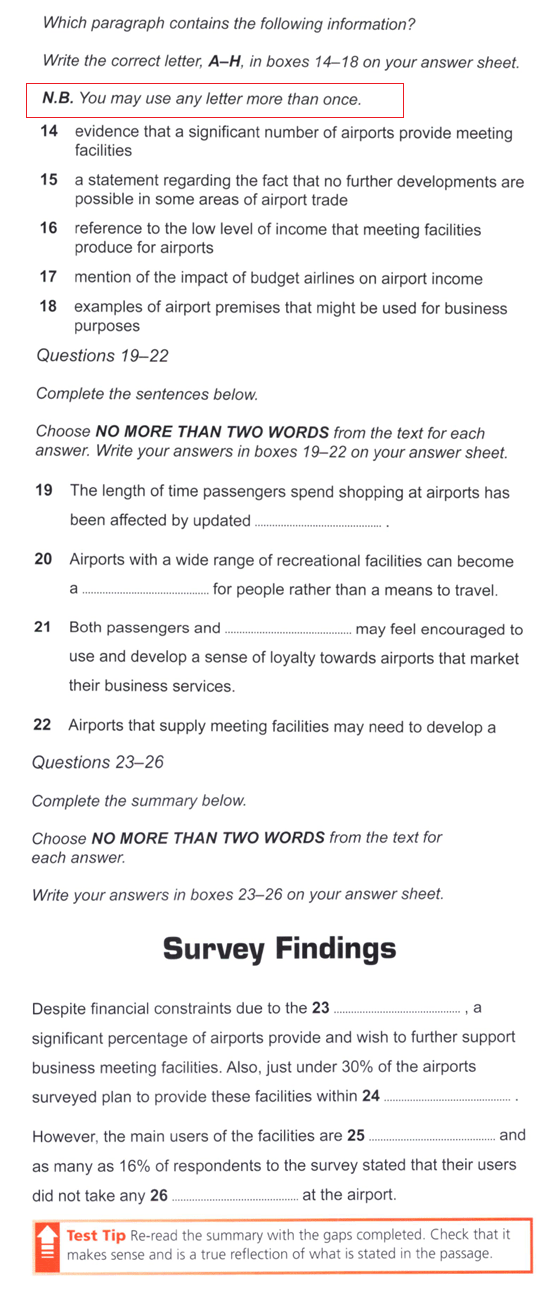 Which paragraph contains the following information?
Write the correct letter, A–H, in boxes 14–18 on your answer sheet.
N.B. You may use any letter more than once.
14 evidence that a significant number of airports provide meeting
facilities
15 a statement regarding the fact that no further developments are
possible in some areas of airport trade
16 reference to the low level of income that meeting facilities
produce for airports
17 mention of the impact of budget airlines on airport income
18 examples of airport premises that might be used for business
purposes
Questions 19–22
Complete the sentences below.
Choose NO MORE THAN TWO WORDS from the text for each
answer. Write your answers in boxes 19–22 on your answer sheet.
19 The length of time passengers spend shopping at airports has
been affected by updated ........................................ .
20 Airports with a wide range of recreational facilities can become
a ........................................ for people rather than a means to travel.
21 Both passengers and ........................................ may feel encouraged to
use and develop a sense of loyalty towards airports that market
their business services.
22 Airports that supply meeting facilities may need to develop a
Questions 23–26
Complete the summary below.
Choose NO MORE THAN TWO WORDS from the text for
each answer.
Write your answers in boxes 23–26 on your answer sheet.
Survey Findings
Despite financial constraints due to the 23 ........................................ , a
significant percentage of airports provide and wish to further support
business meeting facilities. Also, just under 30% of the airports
surveyed plan to provide these facilities within 24 ........................................ .
However, the main users of the facilities are 25 ........................................ and
as many as 16% of respondents to the survey stated that their users
did not take any 26 ........................................ at the airport.
Test Tip Re-read the summary with the gaps completed. Check that it
makes sense and is a true reflection of what is stated in the passage.